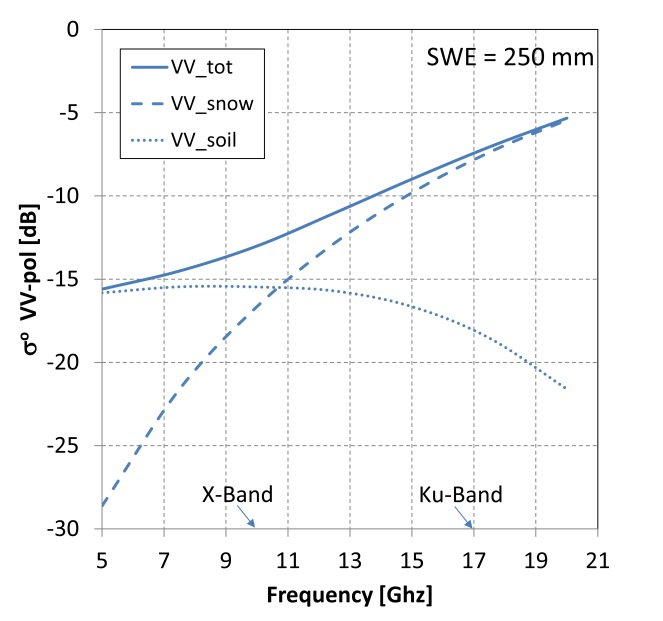 0
-5
-10
-15
-20
-25
-30
σº VV-pol [dB]
VV_tot
VV_snow
VV_soil
SWE = 250 mm
X-Band
Ku-Band
5 7 9 11 13 15 17 19 21
Frequency [Ghz]